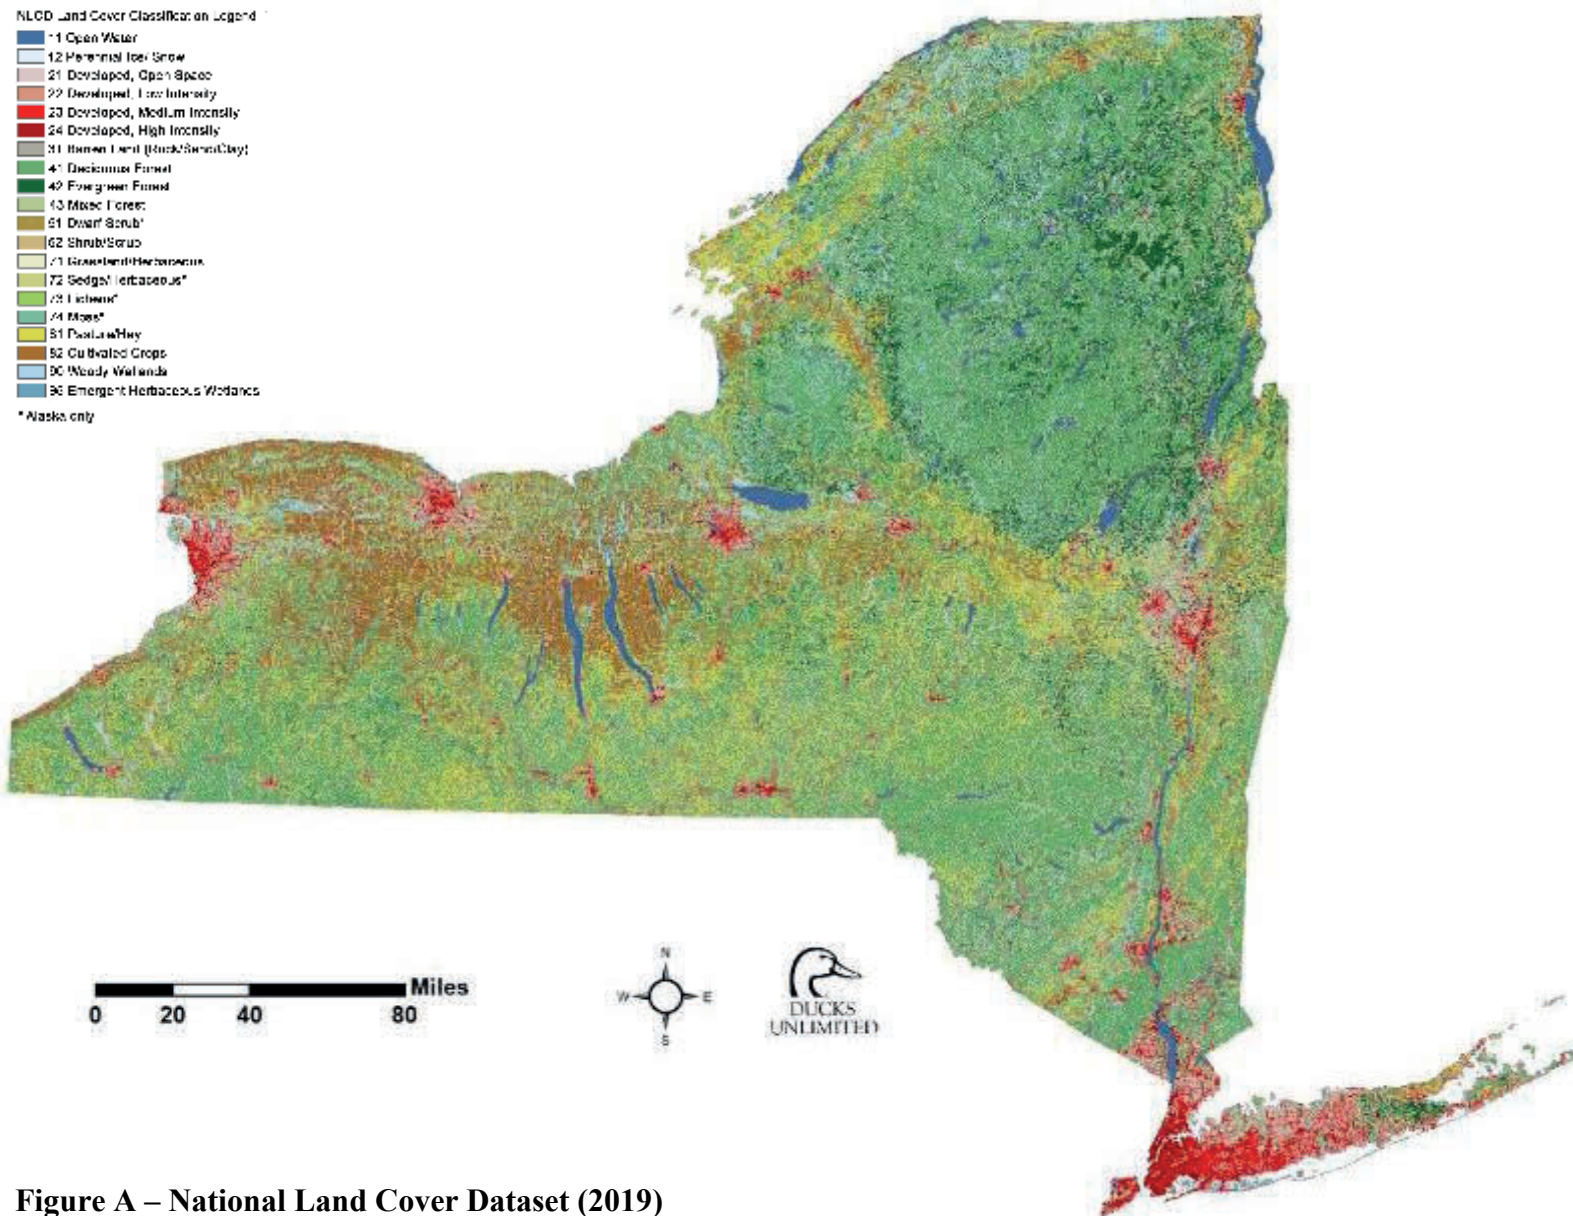 NLCD Land Cover Classification Legend
11 Open Water
12 Perennial Ice/ Snow
21 Developed, Open Space
22 Developed, Low Intensity
23 Developed, Medium Intensity
24 Developed, High Intensity
31 Barren Land (Rock/Sand/Clay)
41 Deciduous Forest
42 Evergreen Forest
43 Mixed Forest
51 Dwarf Scrub*
52 Shrub/Scrub
71 Grassland/Herbaceous
72 Sedge/Herbaceous*
73 Lichens*
74 Moss*
81 Pasture/Hay
82 Cultivated Crops
90 Woody Wetlands
95 Emergent Herbaceous Wetlands
* Alaska only
Miles
0 20 40 80
N
W E
S
DUCKS
UNLIMITED
Figure A – National Land Cover Dataset (2019)